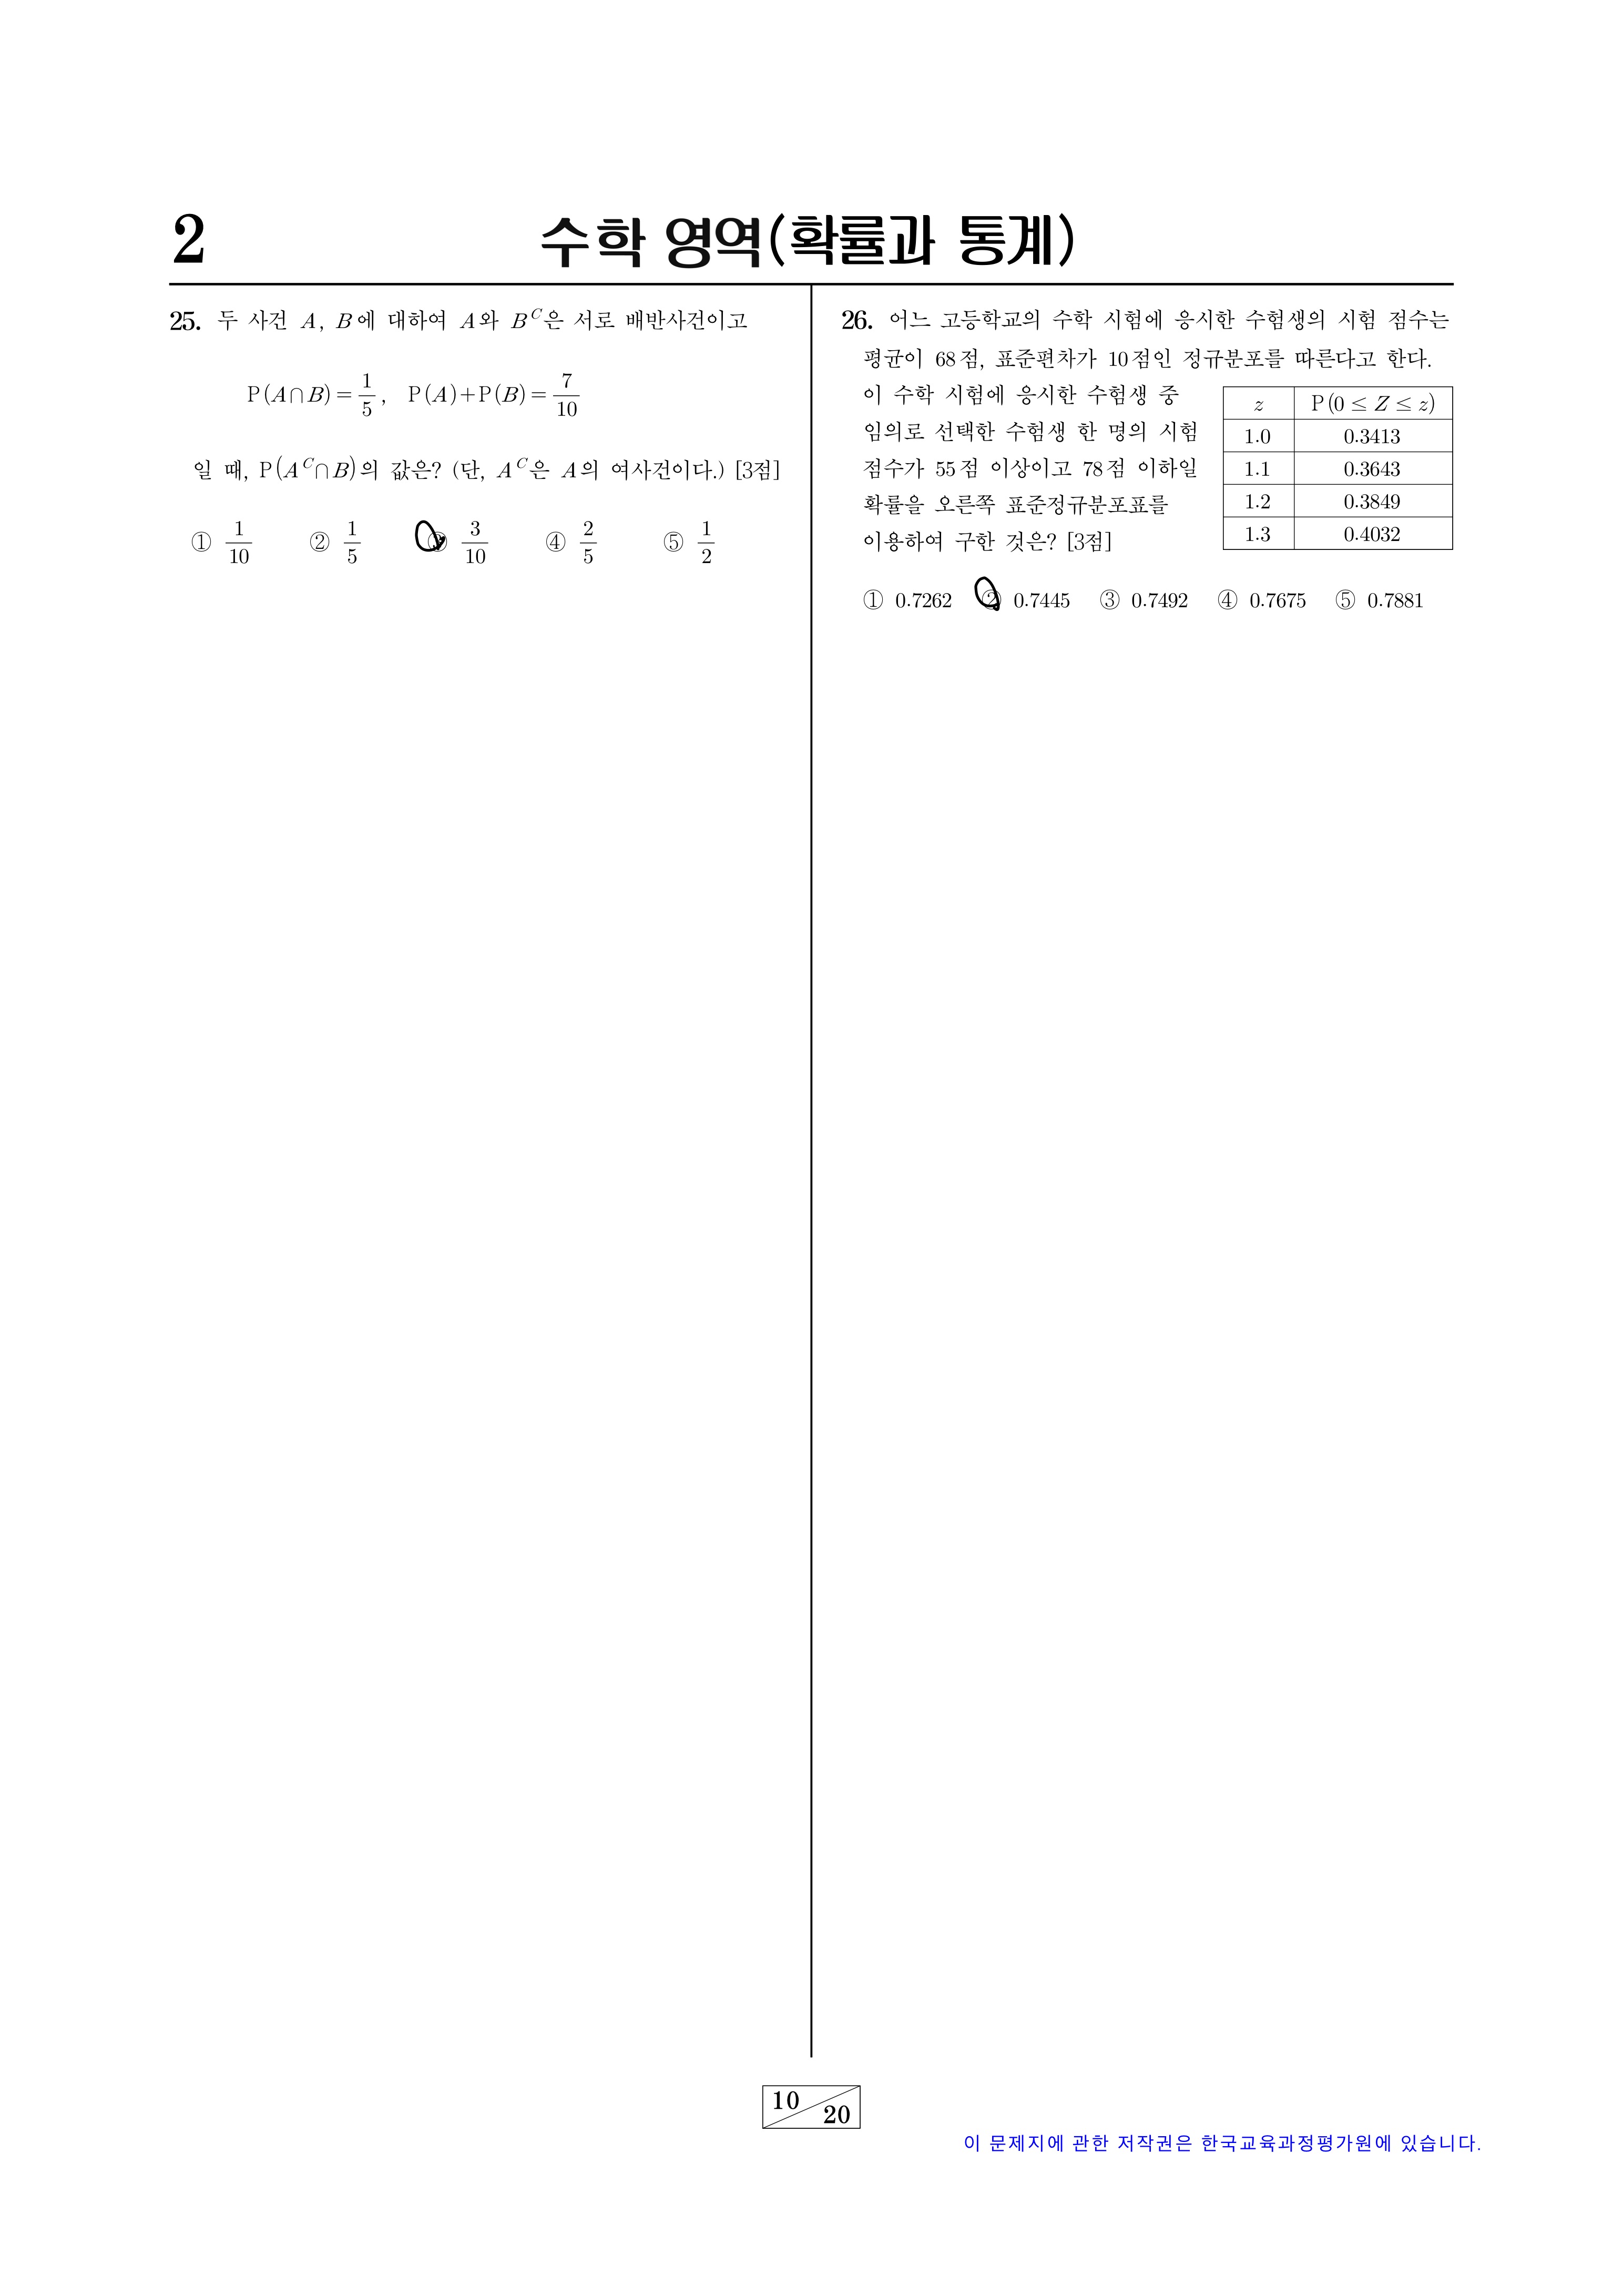 2
수학 영역(확률과 통계)
25. 두 사건 A, B에 대하여 A와 B^C은 서로 배반사건이고
P(A∩B) = 1/5, P(A)+P(B) = 7/10
일 때, P(A^C∩B)의 값은? (단, A^C은 A의 여사건이다.) [3점]
① 1/10 ② 1/5 ③ 3/10 ④ 2/5 ⑤ 1/2
26. 어느 고등학교의 수학 시험에 응시한 수험생의 시험 점수는
평균이 68점, 표준편차가 10점인 정규분포를 따른다고 한다.
이 수학 시험에 응시한 수험생 중
임의로 선택한 수험생 한 명의 시험
점수가 55점 이상이고 78점 이하일
확률을 오른쪽 표준정규분포표를
이용하여 구한 것은? [3점]
z P(0 ≤ Z ≤ z)
1.0 0.3413
1.1 0.3643
1.2 0.3849
1.3 0.4032
① 0.7262 ② 0.7445 ③ 0.7492 ④ 0.7675 ⑤ 0.7881
10 20
이 문제지에 관한 저작권은 한국교육과정평가원에 있습니다.